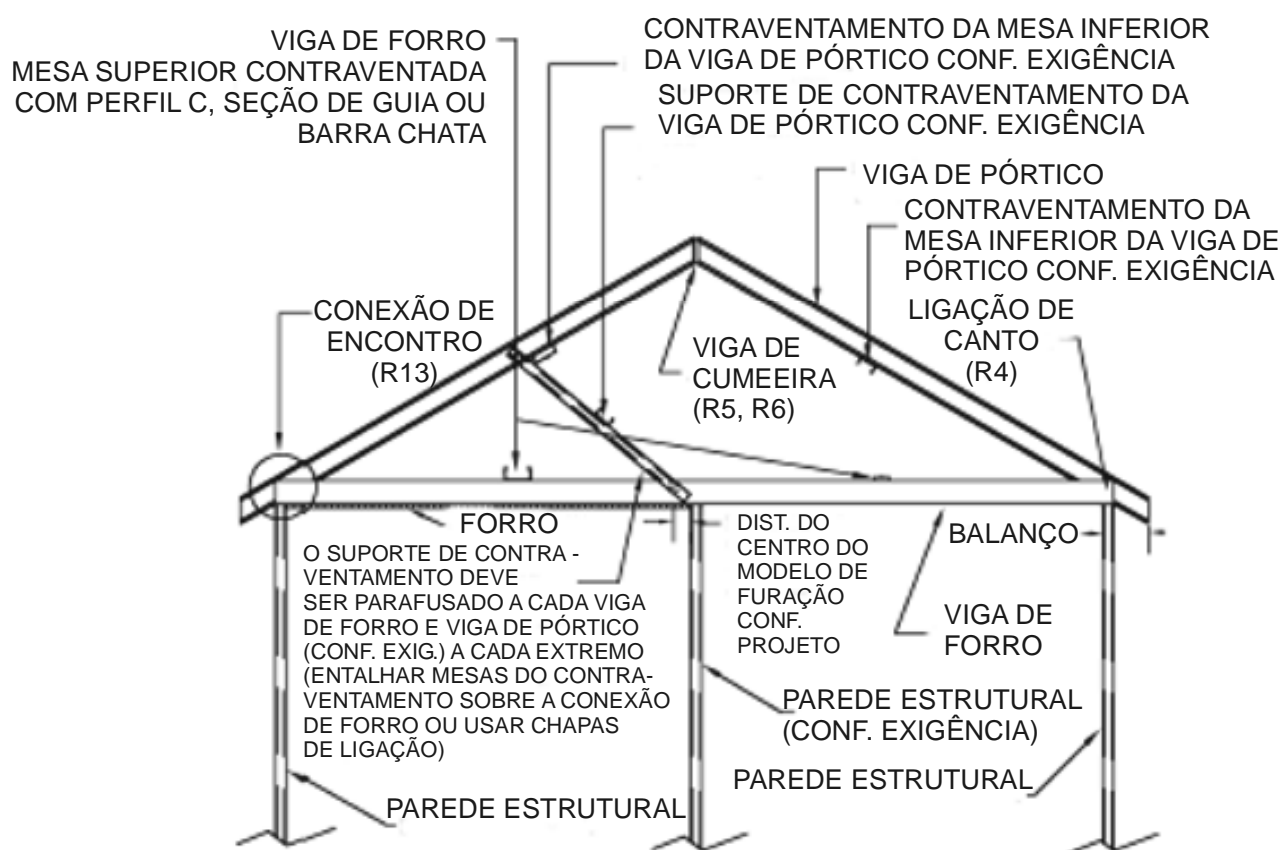 VIGA DE FORRO
MESA SUPERIOR CONTRAVENTADA
COM PERFIL C, SEÇÃO DE GUIA OU
BARRA CHATA
CONTRAVENTAMENTO DA MESA INFERIOR
DA VIGA DE PÓRTICO CONF. EXIGÊNCIA
SUPORTE DE CONTRAVENTAMENTO DA
VIGA DE PÓRTICO CONF. EXIGÊNCIA
VIGA DE PÓRTICO
CONTRAVENTAMENTO DA
MESA INFERIOR DA VIGA DE
PÓRTICO CONF. EXIGÊNCIA
CONEXÃO DE
ENCONTRO
(R13)
VIGA DE
CUMEEIRA
(R5, R6)
LIGAÇÃO DE
CANTO
(R4)
FORRO
O SUPORTE DE CONTRA -
VENTAMENTO DEVE
SER PARAFUSADO A CADA VIGA
DE FORRO E VIGA DE PÓRTICO
(CONF. EXIG.) A CADA EXTREMO
(ENTALHAR MESAS DO CONTRA-
VENTAMENTO SOBRE A CONEXÃO
DE FORRO OU USAR CHAPAS
DE LIGAÇÃO)
DIST. DO
CENTRO DO
MODELO DE
FURAÇÃO
CONF.
PROJETO
BALANÇO
VIGA DE
FORRO
PAREDE ESTRUTURAL
(CONF. EXIGÊNCIA)
PAREDE ESTRUTURAL
PAREDE ESTRUTURAL